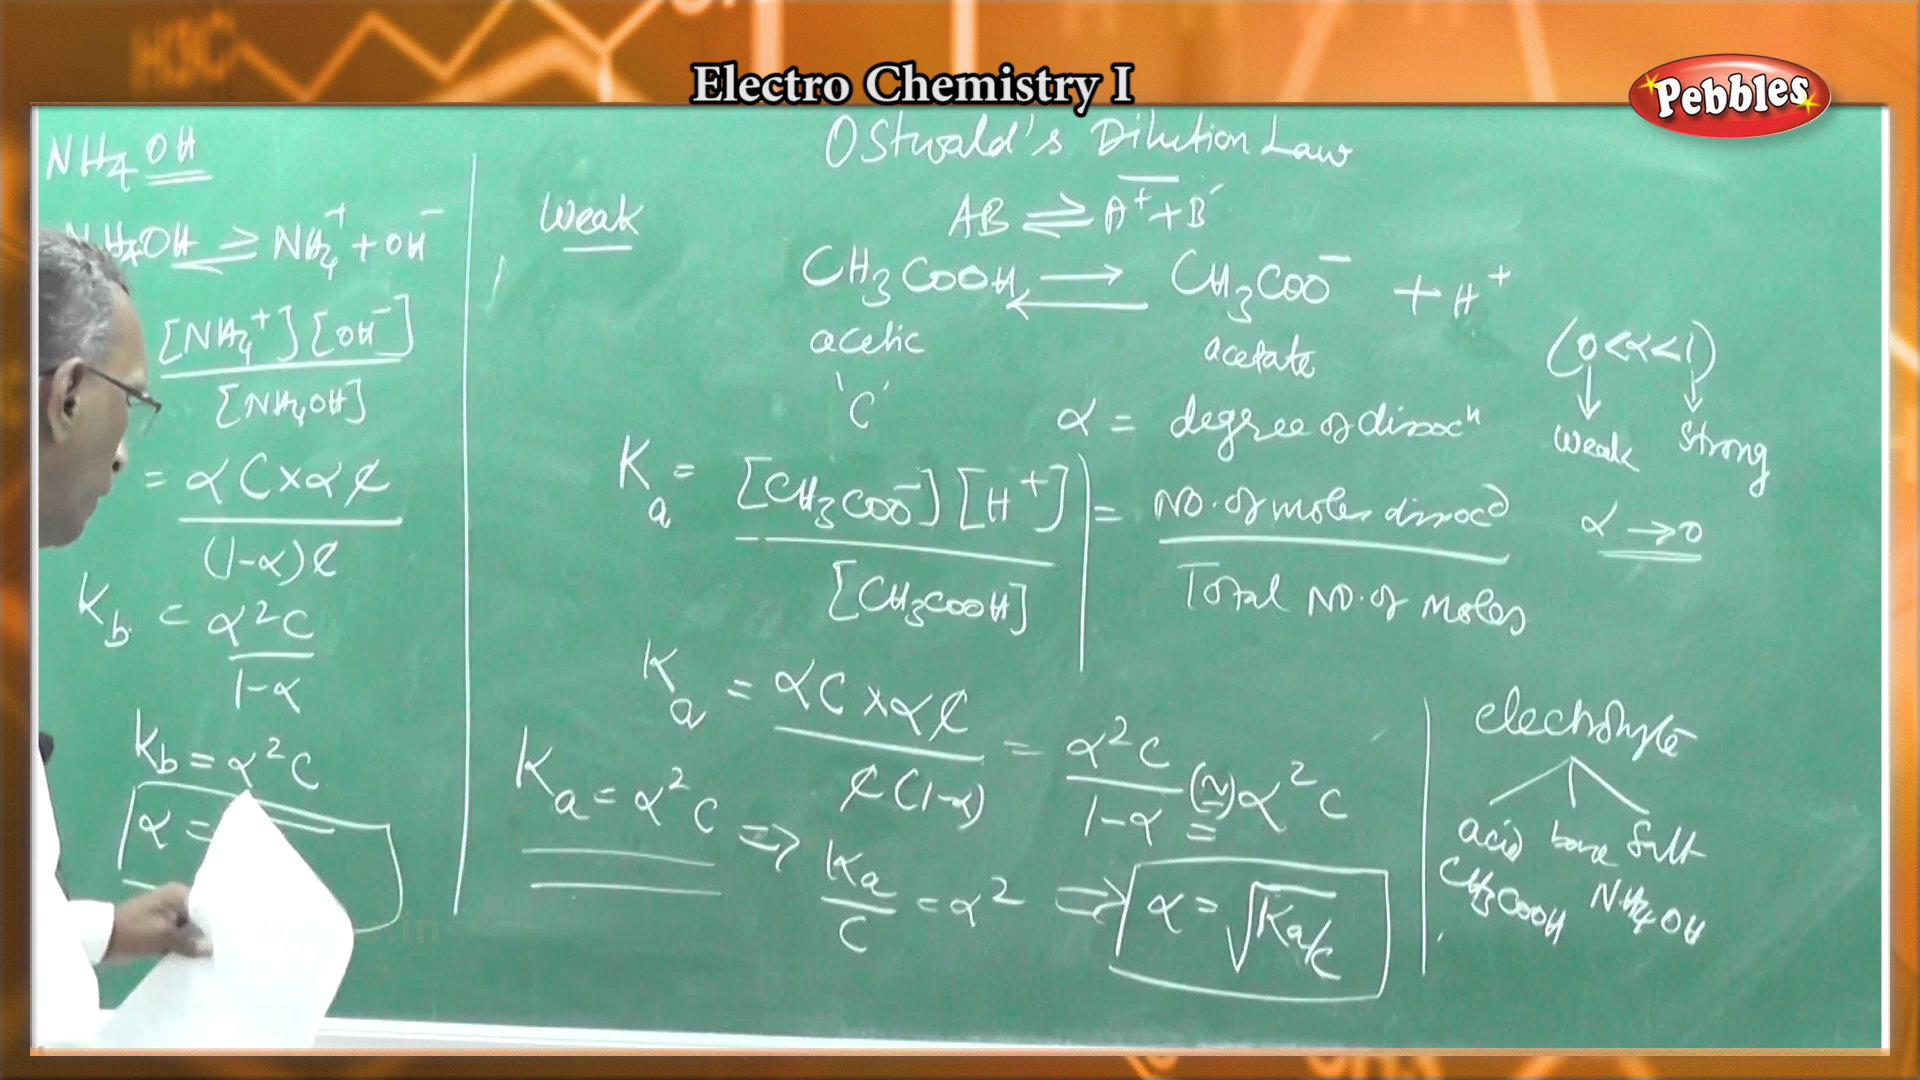 Electro Chemistry I
Pebbles
NH4OH
NH4OH ⇌ NH4+ + OH-
[NH4+][OH-]
[NH4OH]
= αC×αC
(1-α)C
Kb = α²C
1-α
Kb = α²C
α =
Ostwald's Dilution Law
Weak
AB ⇌ A+ + B-
CH3COOH ⇌ CH3COO- + H+
acetic
acetate
'C'
(0<α<1)
Weak
Strong
α = degree of dissocn
Ka = [CH3COO-][H+]
[CH3COOH]
= No. of moles dissocd
Total No. of moles
α → 0
Ka = αC×αC
C(1-α)
= α²C
1-α
(≃) α²C
Ka = α²C ⇒ Ka
C
= α² ⇒ α = √Ka/C
electrolyte
acid base Salt
CH3COOH NH4OH